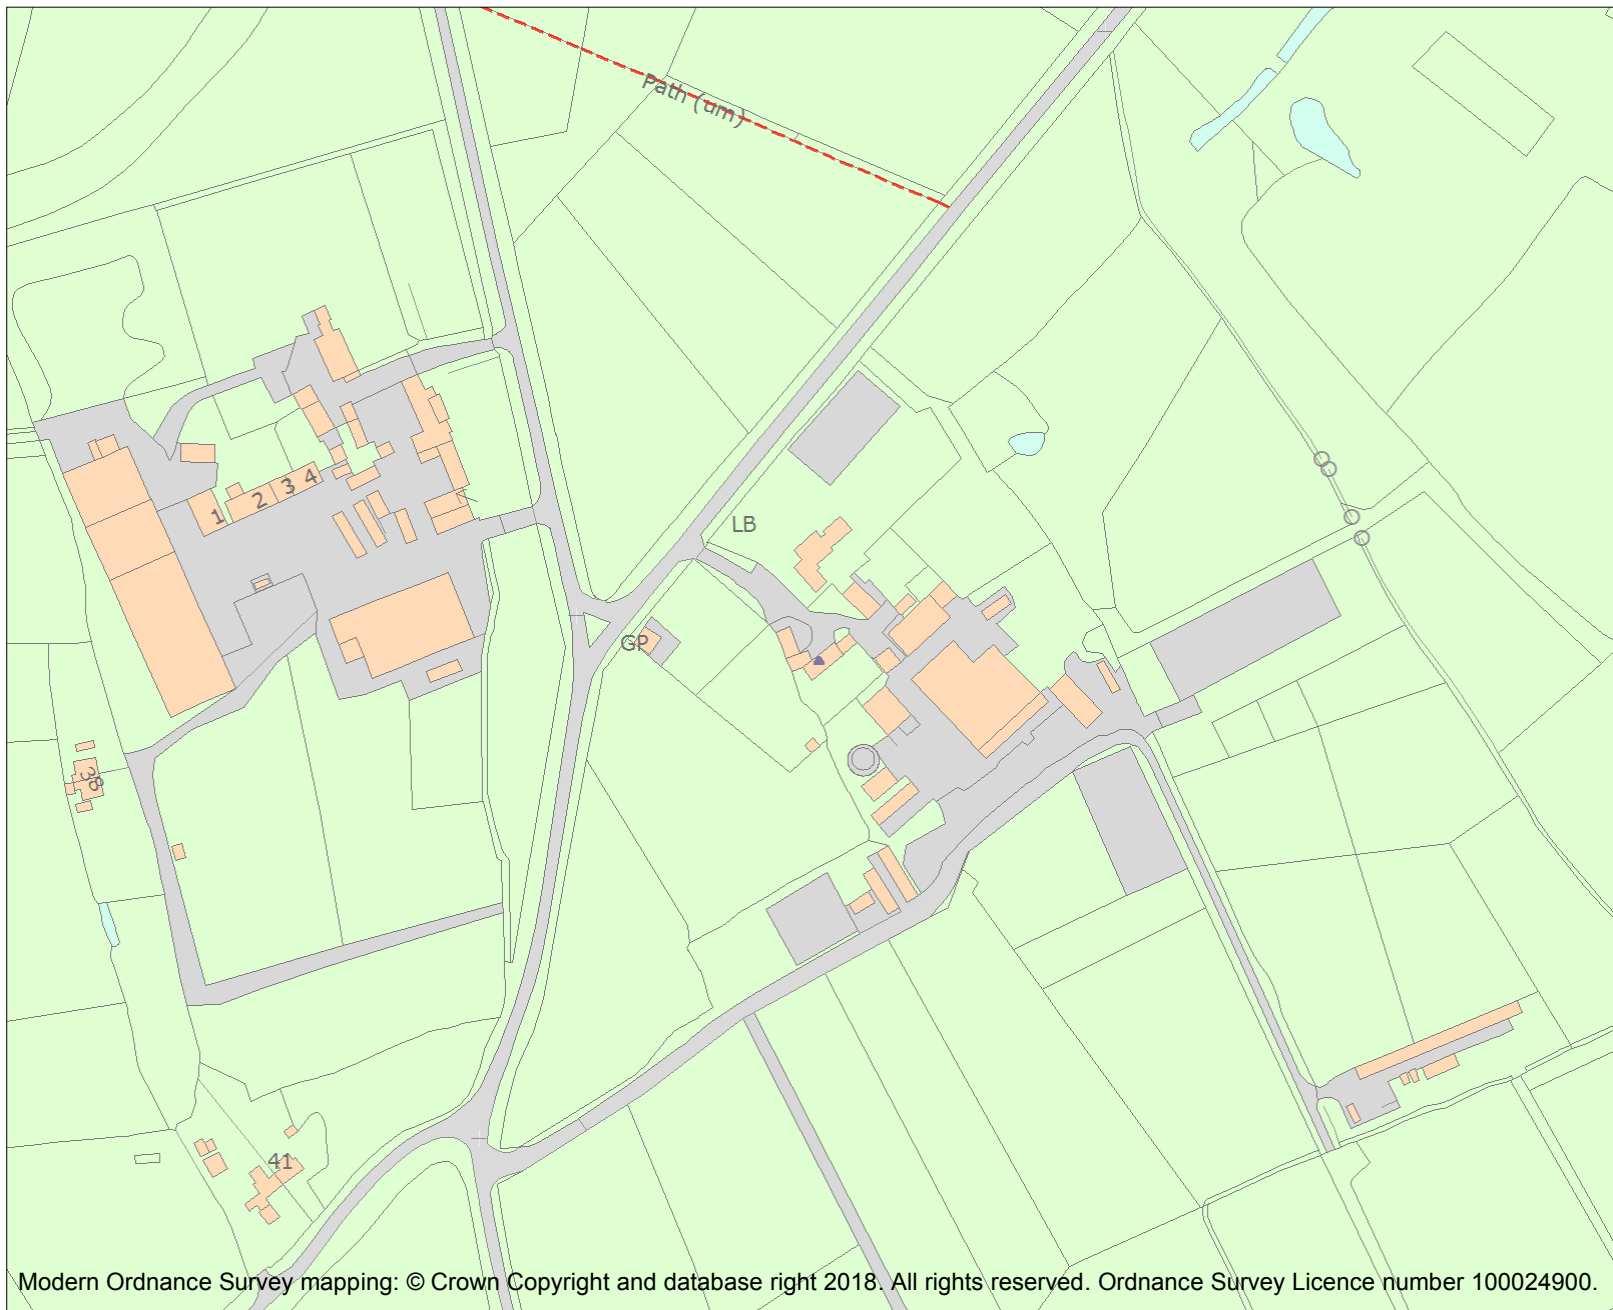 Path (um)
1
2
3
4
LB
GP
38
41
Modern Ordnance Survey mapping: © Crown Copyright and database right 2018. All rights reserved. Ordnance Survey Licence number 100024900.